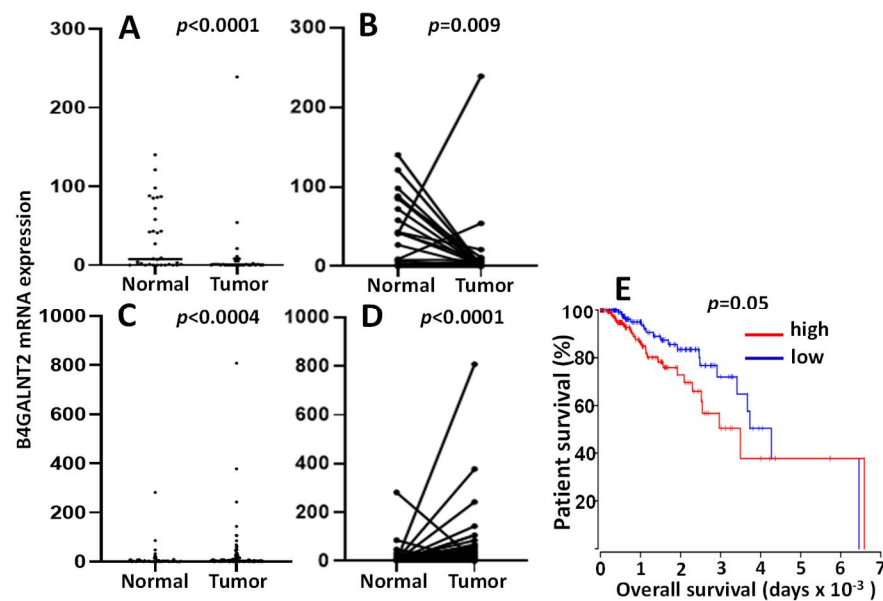 B4GALNT2 mRNA expression
A
p<0.0001
300
200
100
0
Normal Tumor
B
p=0.009
300
200
100
0
Normal Tumor
C
p<0.0004
1000
800
600
400
200
0
Normal Tumor
D
p<0.0001
1000
800
600
400
200
0
Normal Tumor
E
p=0.05
high
low
Patient survival (%)
100
80
60
40
20
0 1 2 3 4 5 6 7
Overall survival (days x 10⁻³ )